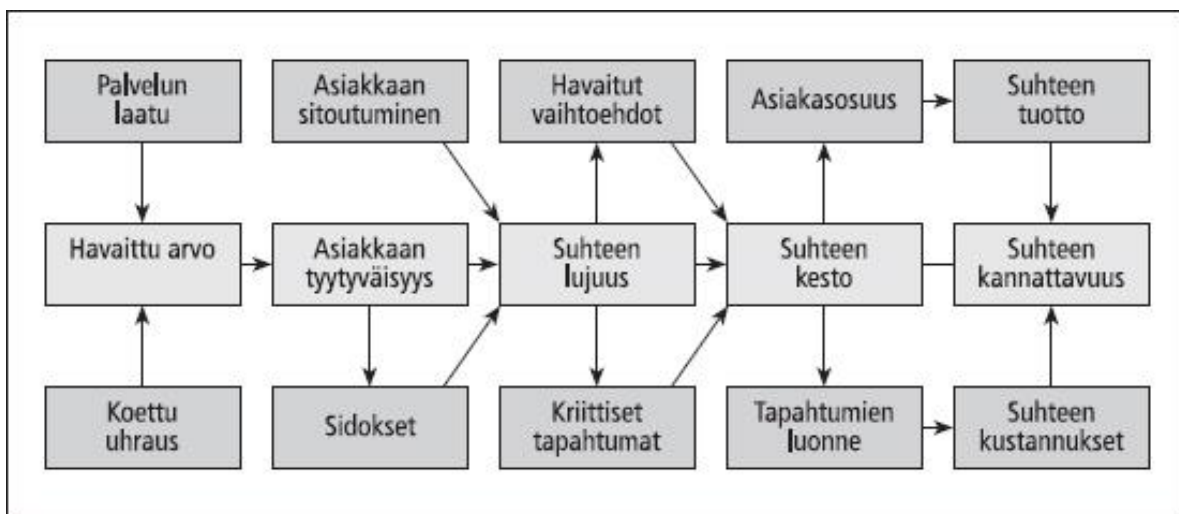 Palvelun
laatu
Asiakkaan
sitoutuminen
Havaitut
vaihtoehdot
Asiakasosuus
Suhteen
tuotto
Havaittu arvo
Asiakkaan
tyytyväisyys
Suhteen
lujuus
Suhteen
kesto
Suhteen
kannattavuus
Koettu
uhraus
Sidokset
Kriittiset
tapahtumat
Tapahtumien
luonne
Suhteen
kustannukset